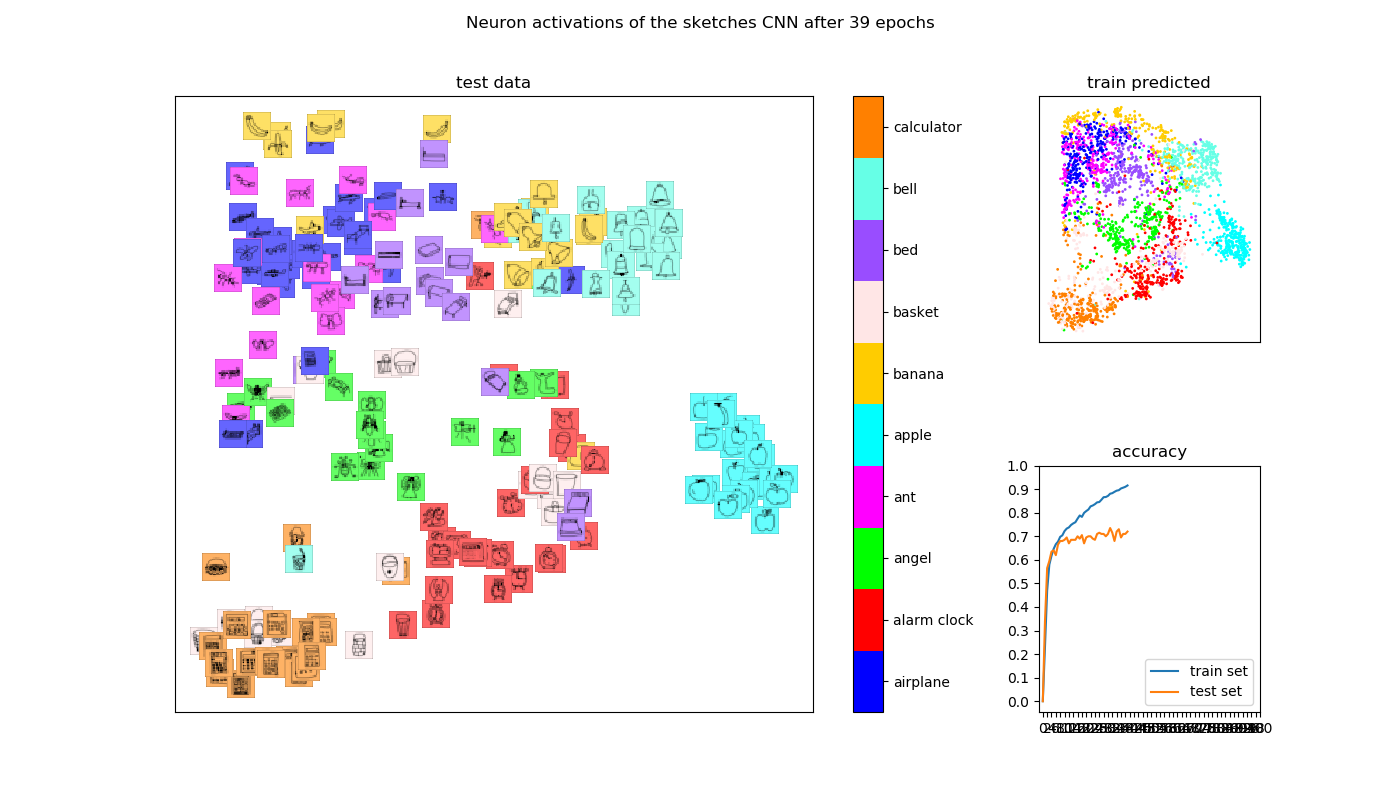 Neuron activations of the sketches CNN after 39 epochs
test data
calculator
bell
bed
basket
banana
apple
ant
angel
alarm clock
airplane
train predicted
accuracy
1.0
0.9
0.8
0.7
0.6
0.5
0.4
0.3
0.2
0.1
0.0
train set
test set